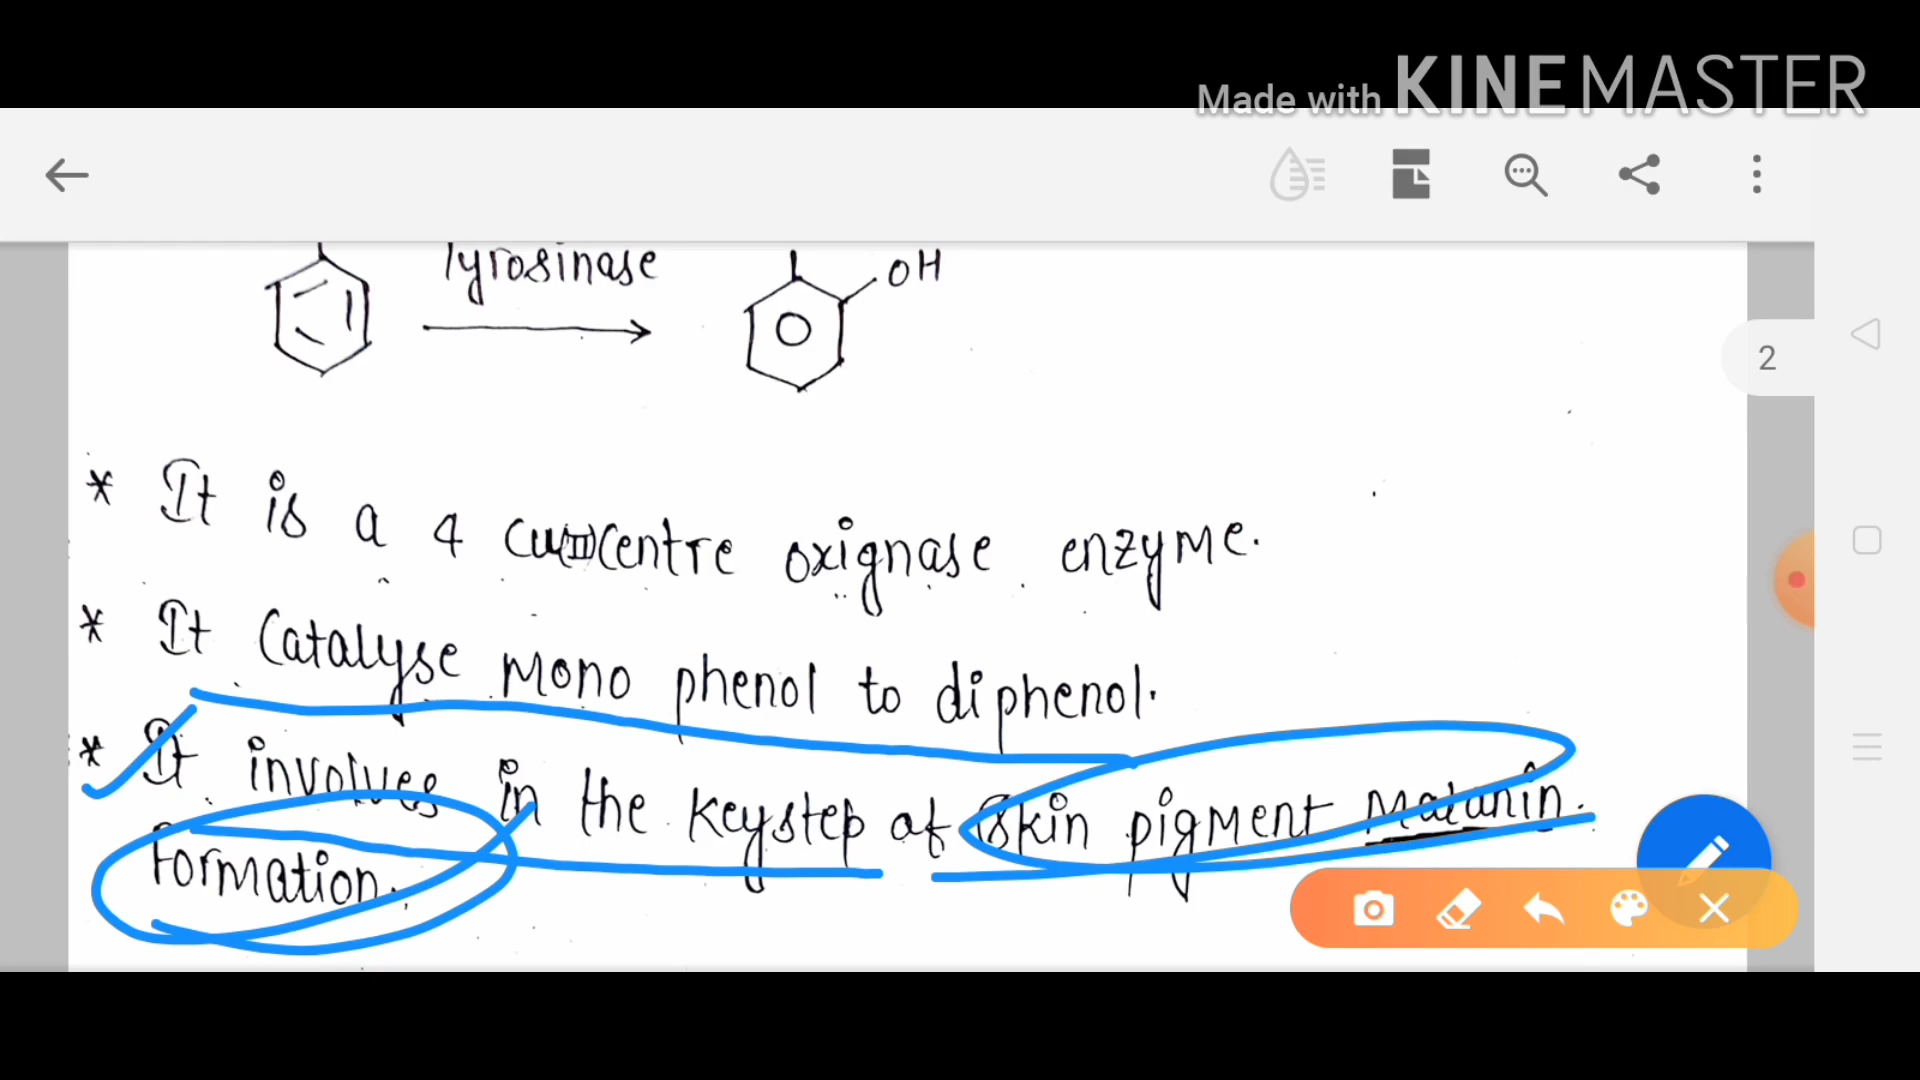 Made with KINEMASTER
Tyrosinase
OH
2
* It is a 4 Cu(II)centre oxignase enzyme.
* It Catalyse Mono phenol to diphenol.
* It involves in the Keystep of Skin pigment Malanin.
Formation.